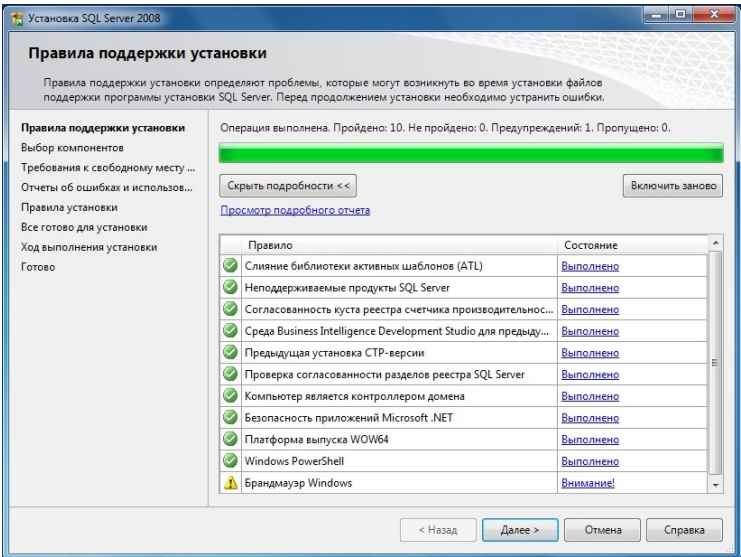 Установка SQL Server 2008
Правила поддержки установки
Правила поддержки установки определяют проблемы, которые могут возникнуть во время установки файлов
поддержки программы установки SQL Server. Перед продолжением установки необходимо устранить ошибки.
Правила поддержки установки
Выбор компонентов
Требования к свободному месту ...
Отчеты об ошибках и использов...
Правила установки
Все готово для установки
Ход выполнения установки
Готово
Операция выполнена. Пройдено: 10. Не пройдено: 0. Предупреждений: 1. Пропущено: 0.
Скрыть подробности <<
Включить заново
Просмотр подробного отчета
Правило Состояние
Слияние библиотеки активных шаблонов (ATL) Выполнено
Неподдерживаемые продукты SQL Server Выполнено
Согласованность куста реестра счетчика производительнос... Выполнено
Среда Business Intelligence Development Studio для предыду... Выполнено
Предыдущая установка CTP-версии Выполнено
Проверка согласованности разделов реестра SQL Server Выполнено
Компьютер является контроллером домена Выполнено
Безопасность приложений Microsoft .NET Выполнено
Платформа выпуска WOW64 Выполнено
Windows PowerShell Выполнено
Брандмауэр Windows Внимание!
< Назад Далее > Отмена Справка